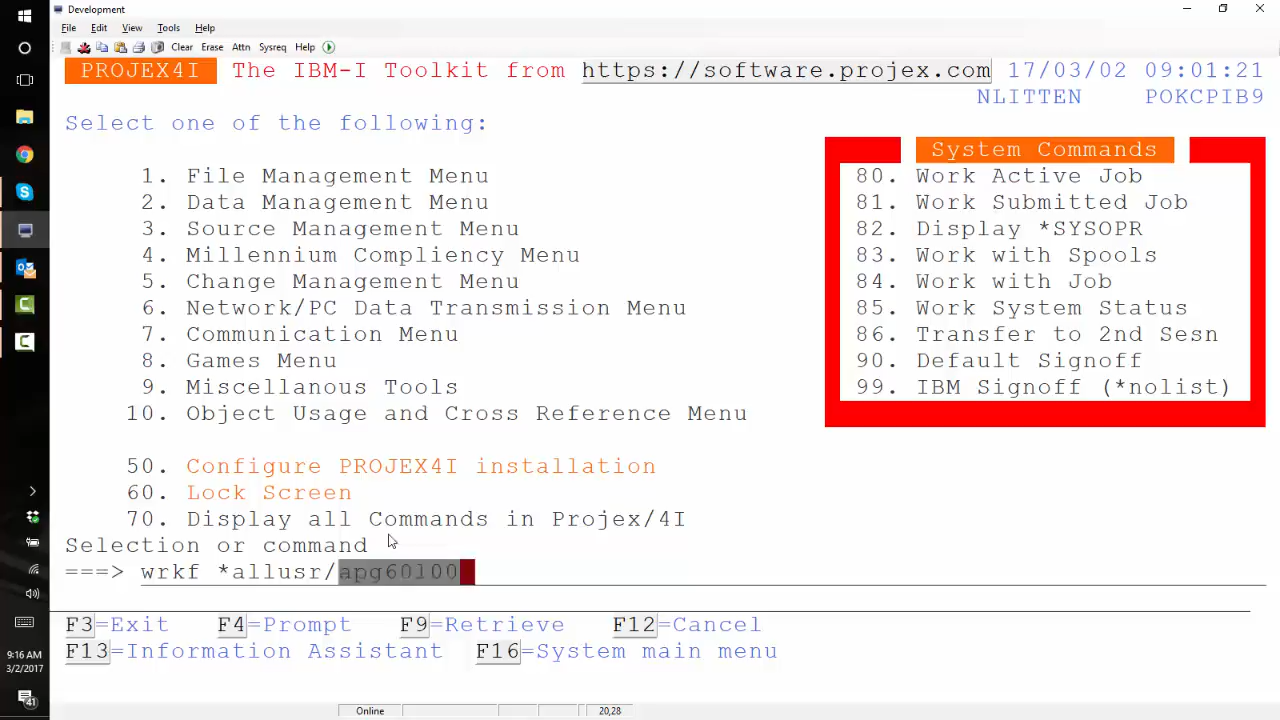 Development
File Edit View Tools Help
Clear Erase Attn Sysreq Help
PROJEX4I The IBM-I Toolkit from https://software.projex.com 17/03/02 09:01:21
NLITTEN POKCPIB9
Select one of the following:
System Commands
1. File Management Menu 80. Work Active Job
2. Data Management Menu 81. Work Submitted Job
3. Source Management Menu 82. Display *SYSOPR
4. Millennium Compliency Menu 83. Work with Spools
5. Change Management Menu 84. Work with Job
6. Network/PC Data Transmission Menu 85. Work System Status
7. Communication Menu 86. Transfer to 2nd Sesn
8. Games Menu 90. Default Signoff
9. Miscellanous Tools 99. IBM Signoff (*nolist)
10. Object Usage and Cross Reference Menu
50. Configure PROJEX4I installation
60. Lock Screen
70. Display all Commands in Projex/4I
Selection or command
===> wrkf *allusr/apg60100
F3=Exit F4=Prompt F9=Retrieve F12=Cancel
F13=Information Assistant F16=System main menu
9:16 AM
3/2/2017
41
Online 20,28